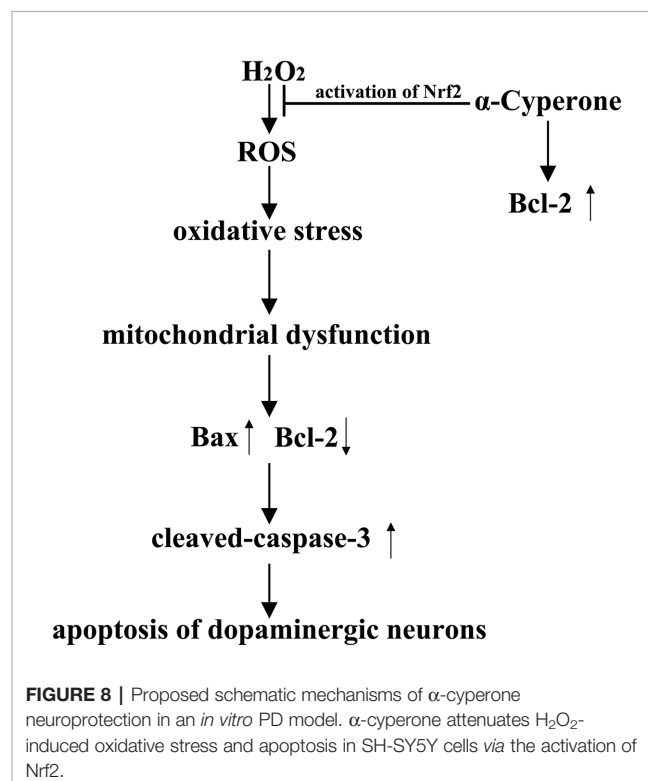 H₂O₂
activation of Nrf2
α-Cyperone
ROS
Bcl-2 ↑
oxidative stress
mitochondrial dysfunction
Bax ↑ Bcl-2 ↓
cleaved-caspase-3 ↑
apoptosis of dopaminergic neurons
FIGURE 8 | Proposed schematic mechanisms of α-cyperone
neuroprotection in an in vitro PD model. α-cyperone attenuates H₂O₂-
induced oxidative stress and apoptosis in SH-SY5Y cells via the activation of
Nrf2.